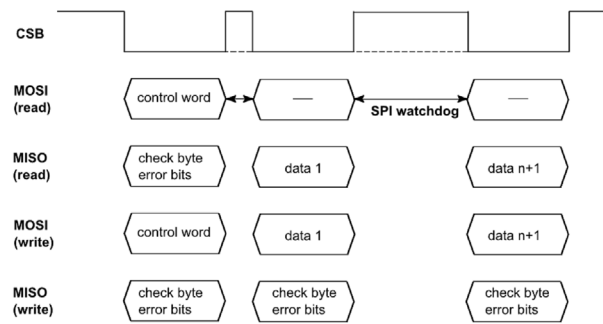 CSB
MOSI
(read)
control word
—
—
SPI watchdog
MISO
(read)
check byte
error bits
data 1
data n+1
MOSI
(write)
control word
data 1
data n+1
MISO
(write)
check byte
error bits
check byte
error bits
check byte
error bits